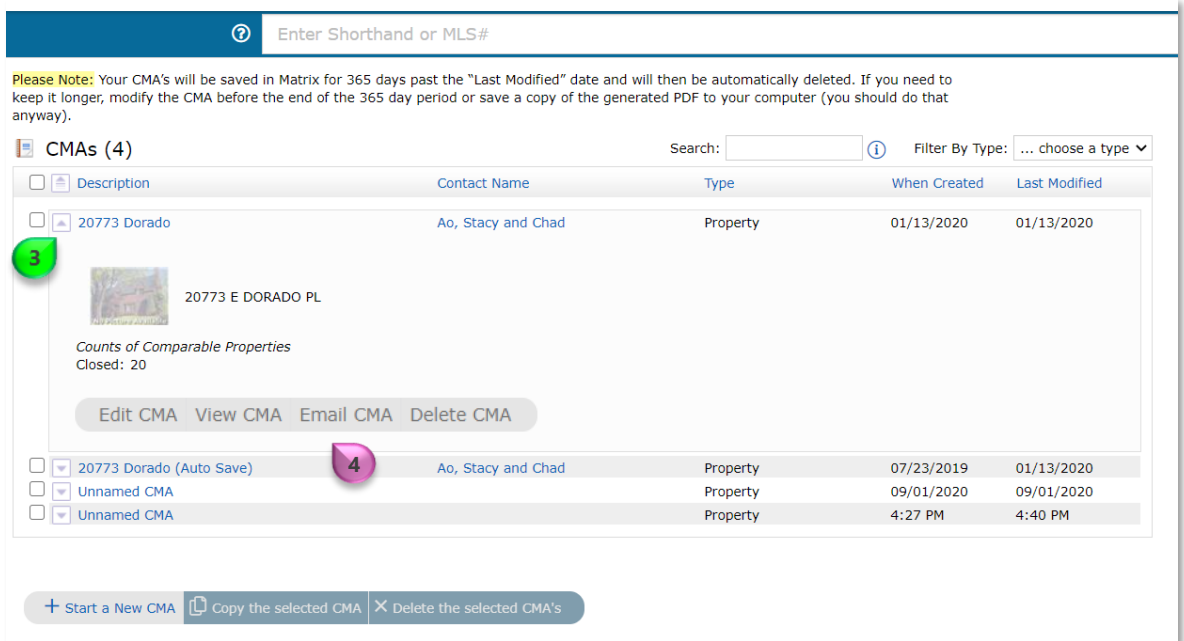 Enter Shorthand or MLS#
Please Note: Your CMA's will be saved in Matrix for 365 days past the “Last Modified” date and will then be automatically deleted. If you need to
keep it longer, modify the CMA before the end of the 365 day period or save a copy of the generated PDF to your computer (you should do that
anyway).
CMAs (4) Search: Filter By Type: ... choose a type
Description Contact Name Type When Created Last Modified
20773 Dorado Ao, Stacy and Chad Property 01/13/2020 01/13/2020
3
20773 E DORADO PL
No Picture Available
Counts of Comparable Properties
Closed: 20
Edit CMA View CMA Email CMA Delete CMA
4
20773 Dorado (Auto Save) Ao, Stacy and Chad Property 07/23/2019 01/13/2020
Unnamed CMA Property 09/01/2020 09/01/2020
Unnamed CMA Property 4:27 PM 4:40 PM
+ Start a New CMA Copy the selected CMA Delete the selected CMA's